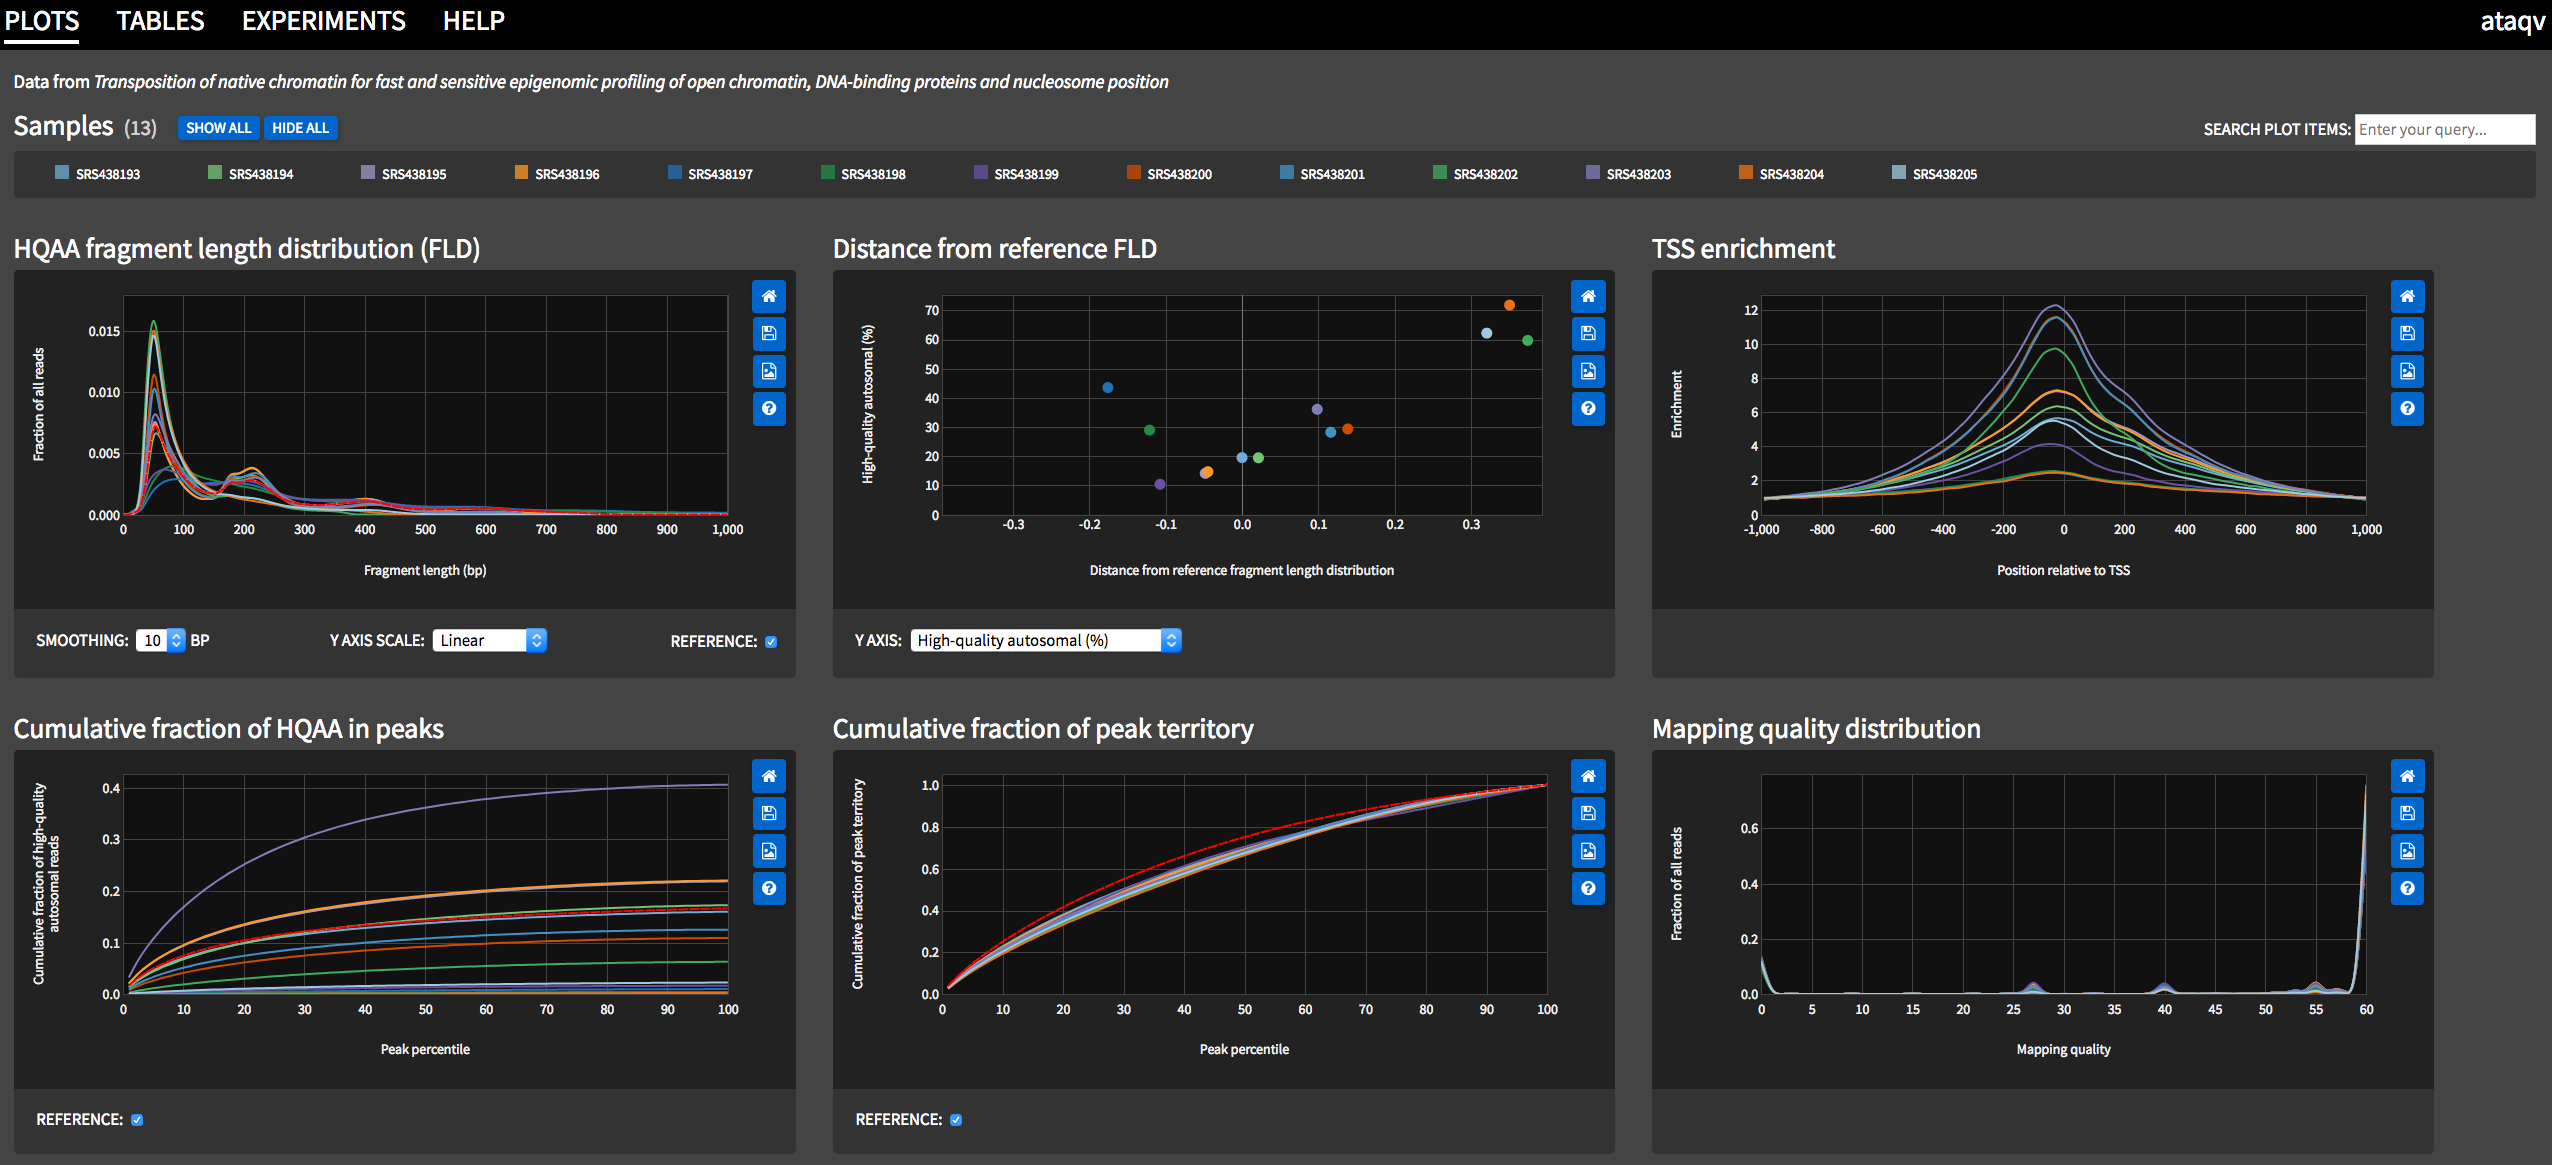 PLOTS TABLES EXPERIMENTS HELP ataqv
Data from Transposition of native chromatin for fast and sensitive epigenomic profiling of open chromatin, DNA-binding proteins and nucleosome position
Samples (13) SHOW ALL HIDE ALL SEARCH PLOT ITEMS: Enter your query...
SRS438193 SRS438194 SRS438195 SRS438196 SRS438197 SRS438198 SRS438199 SRS438200 SRS438201 SRS438202 SRS438203 SRS438204 SRS438205
HQAA fragment length distribution (FLD)
Fraction of all reads
0.015
0.010
0.005
0.000
0 100 200 300 400 500 600 700 800 900 1,000
Fragment length (bp)
SMOOTHING: 10 BP Y AXIS SCALE: Linear REFERENCE:
Distance from reference FLD
High-quality autosomal (%)
70
60
50
40
30
20
10
0
-0.3 -0.2 -0.1 0.0 0.1 0.2 0.3
Distance from reference fragment length distribution
Y AXIS: High-quality autosomal (%)
TSS enrichment
Enrichment
12
10
8
6
4
2
0
-1,000 -800 -600 -400 -200 0 200 400 600 800 1,000
Position relative to TSS
Cumulative fraction of HQAA in peaks
Cumulative fraction of high-quality
autosomal reads
0.4
0.3
0.2
0.1
0.0
0 10 20 30 40 50 60 70 80 90 100
Peak percentile
REFERENCE:
Cumulative fraction of peak territory
Cumulative fraction of peak territory
1.0
0.8
0.6
0.4
0.2
0.0
0 10 20 30 40 50 60 70 80 90 100
Peak percentile
REFERENCE:
Mapping quality distribution
Fraction of all reads
0.6
0.4
0.2
0.0
0 5 10 15 20 25 30 35 40 45 50 55 60
Mapping quality